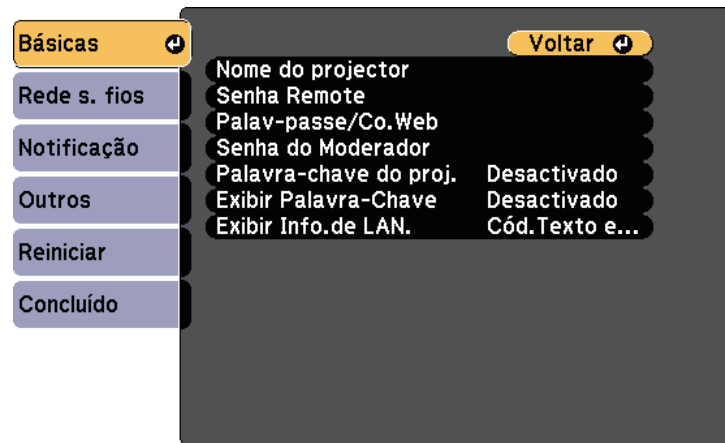 Básicas
Rede s. fios
Notificação
Outros
Reiniciar
Concluído
Voltar
Nome do projector
Senha Remote
Palav-passe/Co.Web
Senha do Moderador
Palavra-chave do proj. Desactivado
Exibir Palavra-Chave Desactivado
Exibir Info.de LAN. Cód.Texto e...